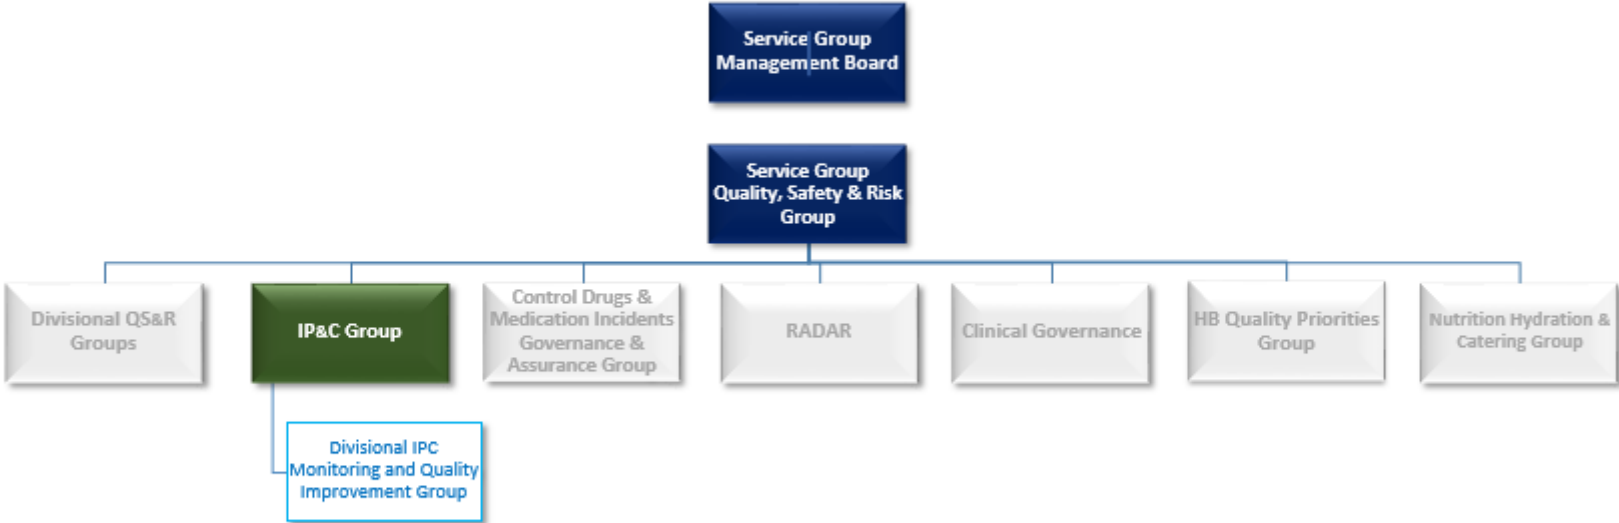 Service Group
Management Board
Service Group
Quality, Safety & Risk
Group
Divisional QS&R
Groups
IP&C Group
Control Drugs &
Medication Incidents
Governance &
Assurance Group
RADAR
Clinical Governance
HB Quality Priorities
Group
Nutrition Hydration &
Catering Group
Divisional IPC
Monitoring and Quality
Improvement Group